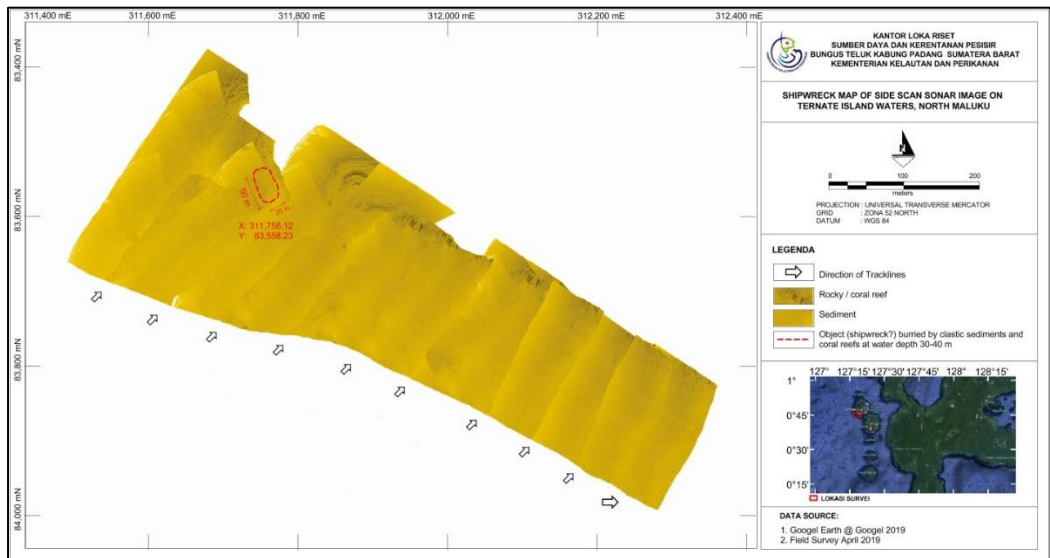 311,400 mE
311,600 mE
311,800 mE
312,000 mE
312,200 mE
312,400 mE
83,400 mN
83,600 mN
83,800 mN
84,000 mN
50 m
20 m
X: 311,756.12
Y: 83,558.23
KANTOR LOKA RISET
SUMBER DAYA DAN KERENTANAN PESISIR
BUNGUS TELUK KABUNG PADANG SUMATERA BARAT
KEMENTERIAN KELAUTAN DAN PERIKANAN
SHIPWRECK MAP OF SIDE SCAN SONAR IMAGE ON
TERNATE ISLAND WATERS, NORTH MALUKU
N
0 100 200
meters
PROJECTION : UNIVERSAL TRANSVERSE MERCATOR
GRID : ZONA 52 NORTH
DATUM : WGS 84
LEGENDA
Direction of Tracklines
Rocky / coral reef
Sediment
Object (shipwreck?) burried by clastic sediments and
coral reefs at water depth 30-40 m
127° 127°15' 127°30' 127°45' 128° 128°15'
1°
0°45'
0°30'
0°15'
LOKASI SURVEI
DATA SOURCE:
1. Googel Earth @ Googel 2019
2. Field Survey April 2019